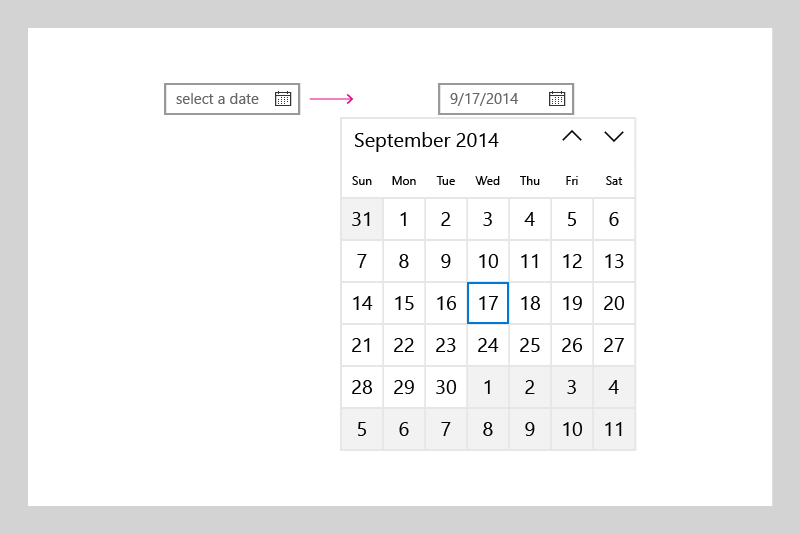 select a date
9/17/2014
September 2014
Sun Mon Tue Wed Thu Fri Sat
31 1 2 3 4 5 6
7 8 9 10 11 12 13
14 15 16 17 18 19 20
21 22 23 24 25 26 27
28 29 30 1 2 3 4
5 6 7 8 9 10 11